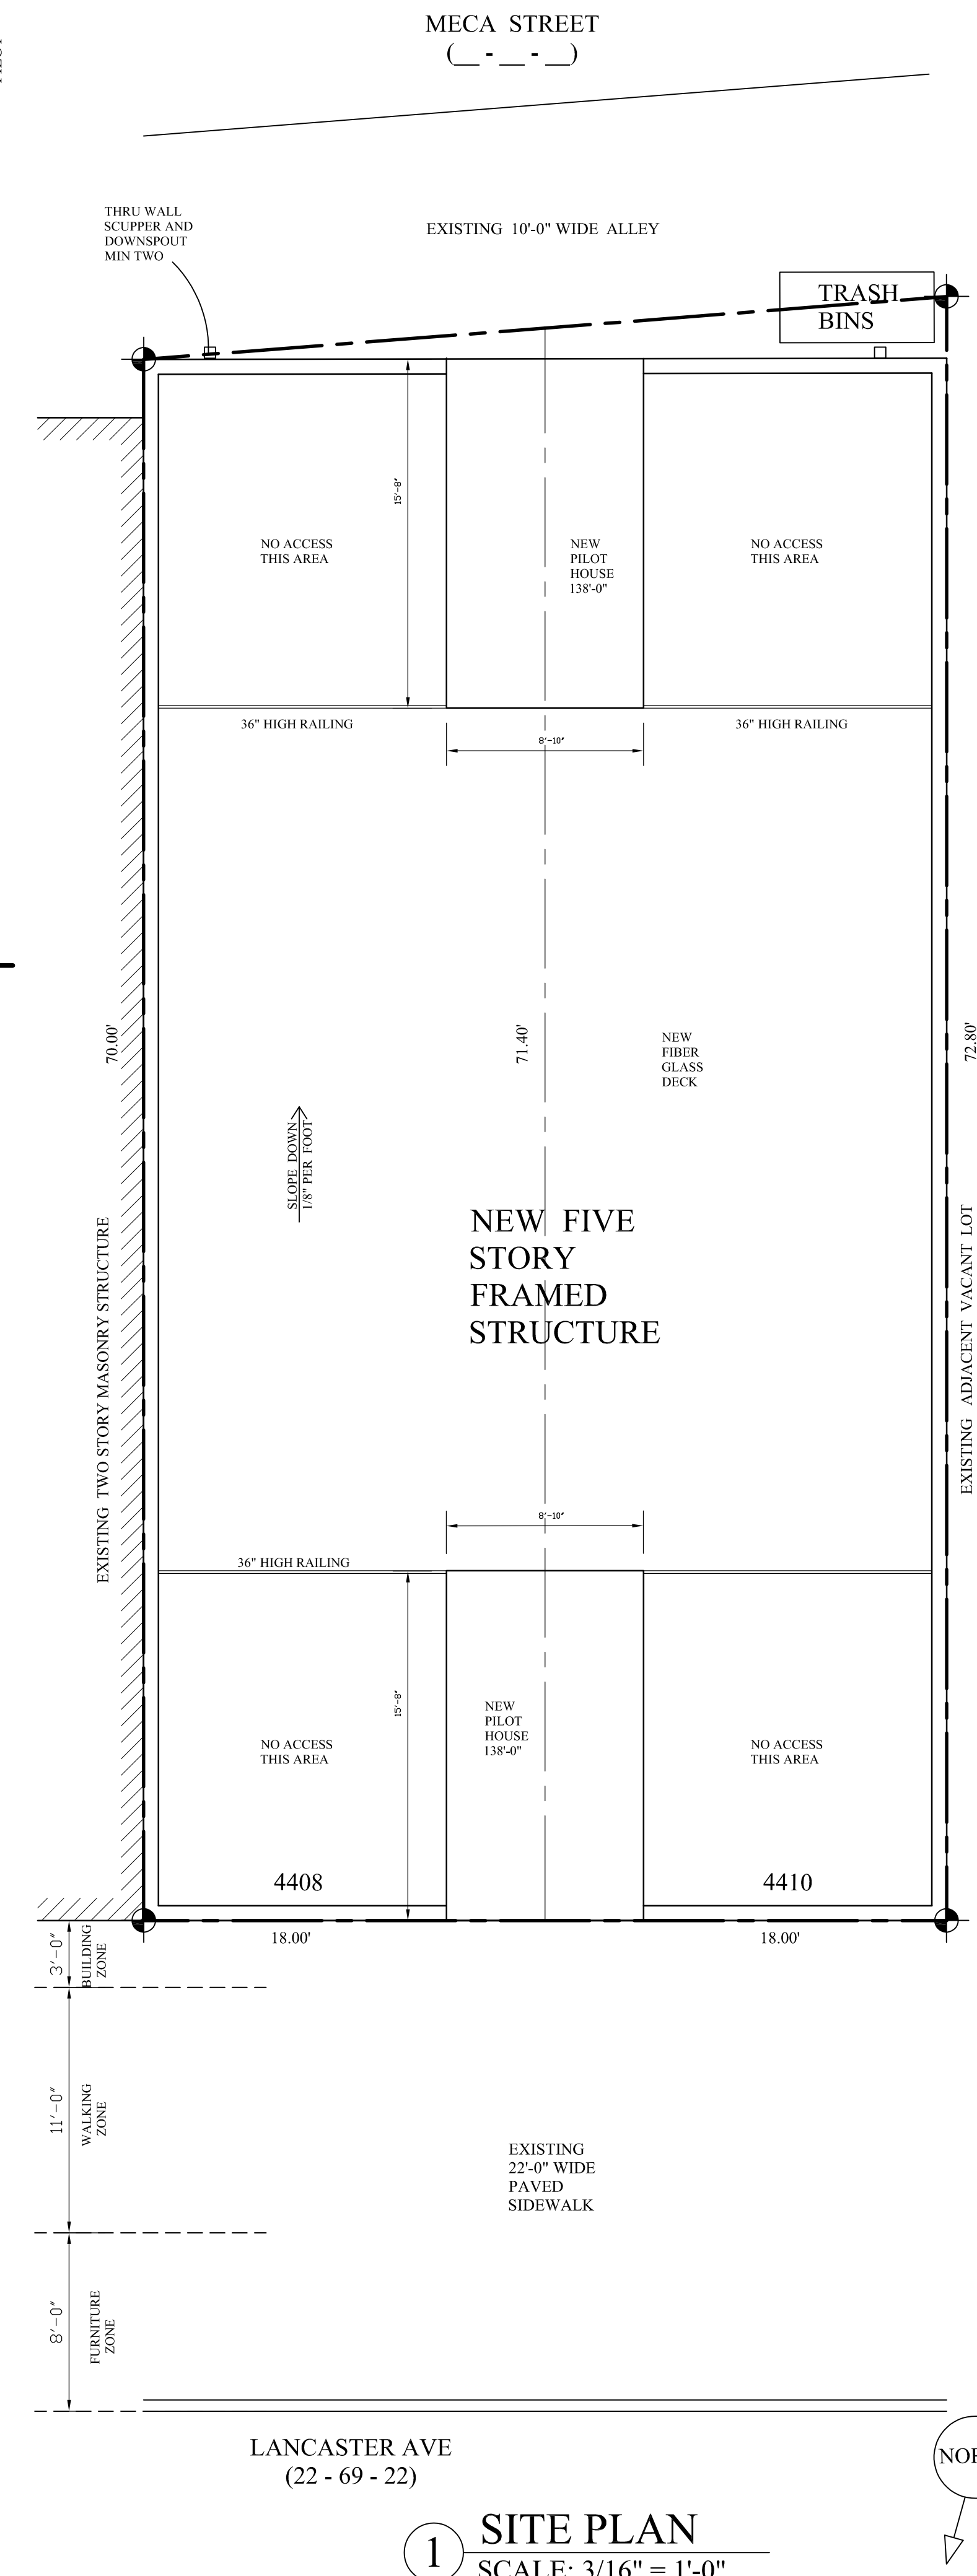 MECA STREET
(__ - __ - __)
THRU WALL
SCUPPER AND
DOWNSPOUT
MIN TWO
EXISTING 10'-0" WIDE ALLEY
TRASH
BINS
15'-8"
NO ACCESS
THIS AREA
NEW
PILOT
HOUSE
138'-0"
NO ACCESS
THIS AREA
36" HIGH RAILING
36" HIGH RAILING
8'-10"
70.00'
71.40'
72.80'
NEW
FIBER
GLASS
DECK
SLOPE DOWN
1/8" PER FOOT
NEW FIVE
STORY
FRAMED
STRUCTURE
EXISTING TWO STORY MASONRY STRUCTURE
EXISTING ADJACENT VACANT LOT
8'-10"
36" HIGH RAILING
15'-8"
NEW
PILOT
HOUSE
138'-0"
NO ACCESS
THIS AREA
NO ACCESS
THIS AREA
4408
4410
18.00'
18.00'
3'-0"
BUILDING
ZONE
11'-0"
WALKING
ZONE
EXISTING
22'-0" WIDE
PAVED
SIDEWALK
8'-0"
FURNITURE
ZONE
LANCASTER AVE
(22 - 69 - 22)
1
SITE PLAN
SCALE: 3/16" = 1'-0"